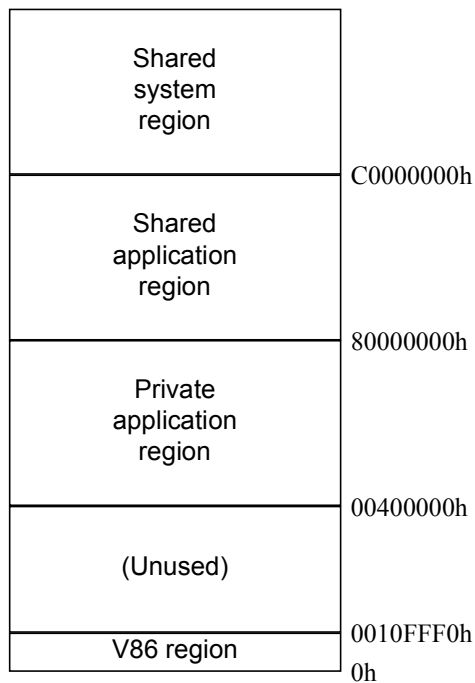 Shared
system
region
C0000000h
Shared
application
region
80000000h
Private
application
region
00400000h
(Unused)
0010FFF0h
V86 region
0h